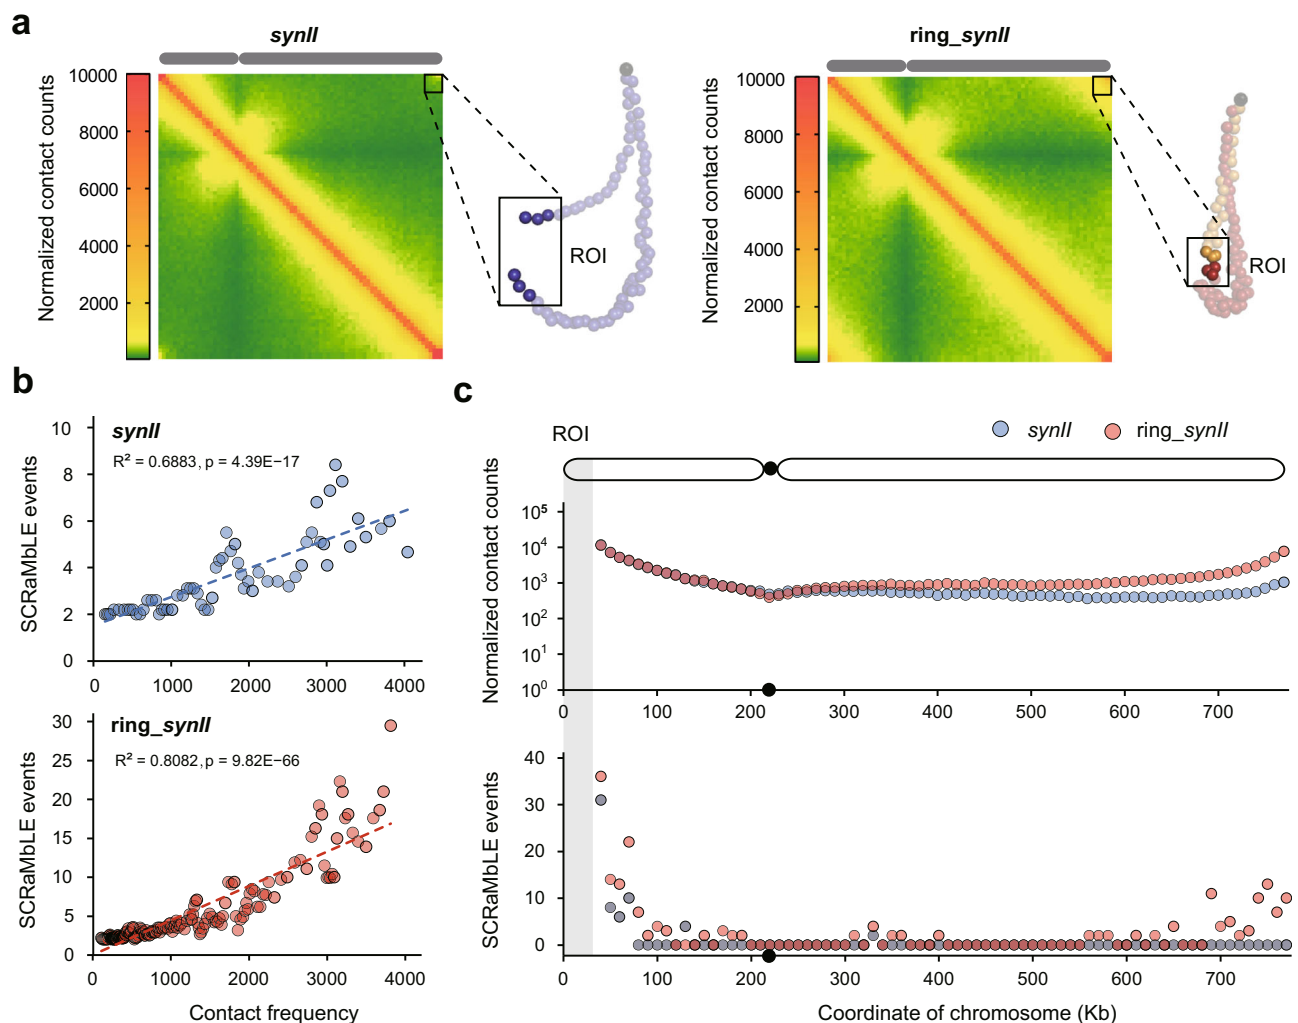 a
synII
ring_synII
Normalized contact counts
10000
8000
6000
4000
2000
ROI
Normalized contact counts
10000
8000
6000
4000
2000
ROI
b
synII
R² = 0.6883, p = 4.39E−17
SCRaMbLE events
10
8
6
4
2
0
0 1000 2000 3000 4000
ring_synII
R² = 0.8082, p = 9.82E−66
SCRaMbLE events
30
25
20
15
10
5
0
0 1000 2000 3000 4000
Contact frequency
c
ROI
synII ring_synII
Normalized contact counts
10⁵
10⁴
10³
10²
10¹
10⁰
0 100 200 300 400 500 600 700
SCRaMbLE events
40
30
20
10
0
0 100 200 300 400 500 600 700
Coordinate of chromosome (Kb)